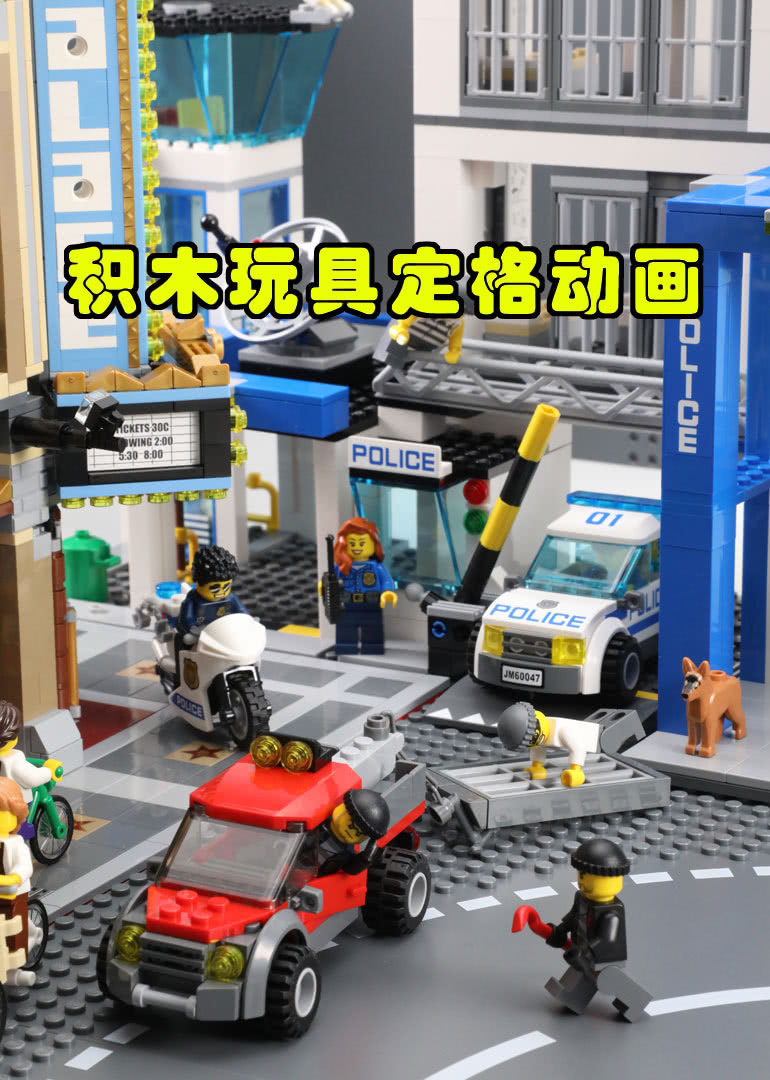 PALACE
积木玩具定格动画
POLICE
TICKETS 30C
SHOWING 2:00
5:30 8:00
POLICE
01
POLICE
POLICE
JM60047
POLICE